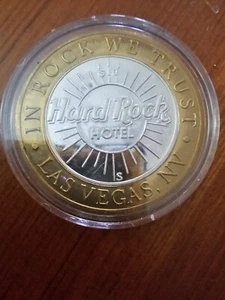 IN ROCK WE TRUST
Hard Rock
HOTEL
S
LAS VEGAS, NV